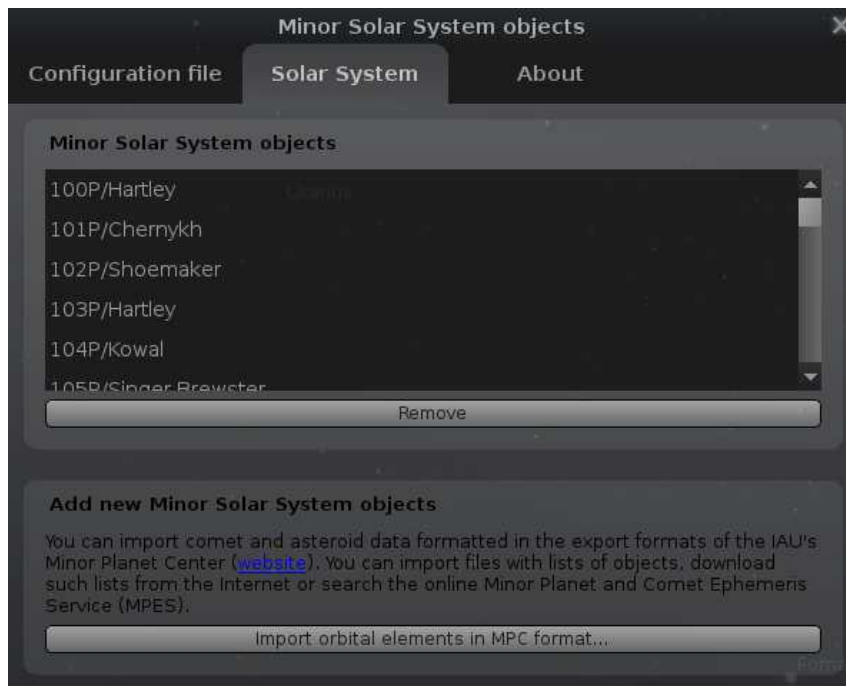 Minor Solar System objects
Configuration file
Solar System
About
Minor Solar System objects
100P/Hartley
101P/Chernykh
102P/Shoemaker
103P/Hartley
104P/Kowal
105P/Singer Brewster
Remove
Add new Minor Solar System objects
You can import comet and asteroid data formatted in the export formats of the IAU's
Minor Planet Center (website). You can import files with lists of objects, download
such lists from the Internet or search the online Minor Planet and Comet Ephemeris
Service (MPES).
Import orbital elements in MPC format...